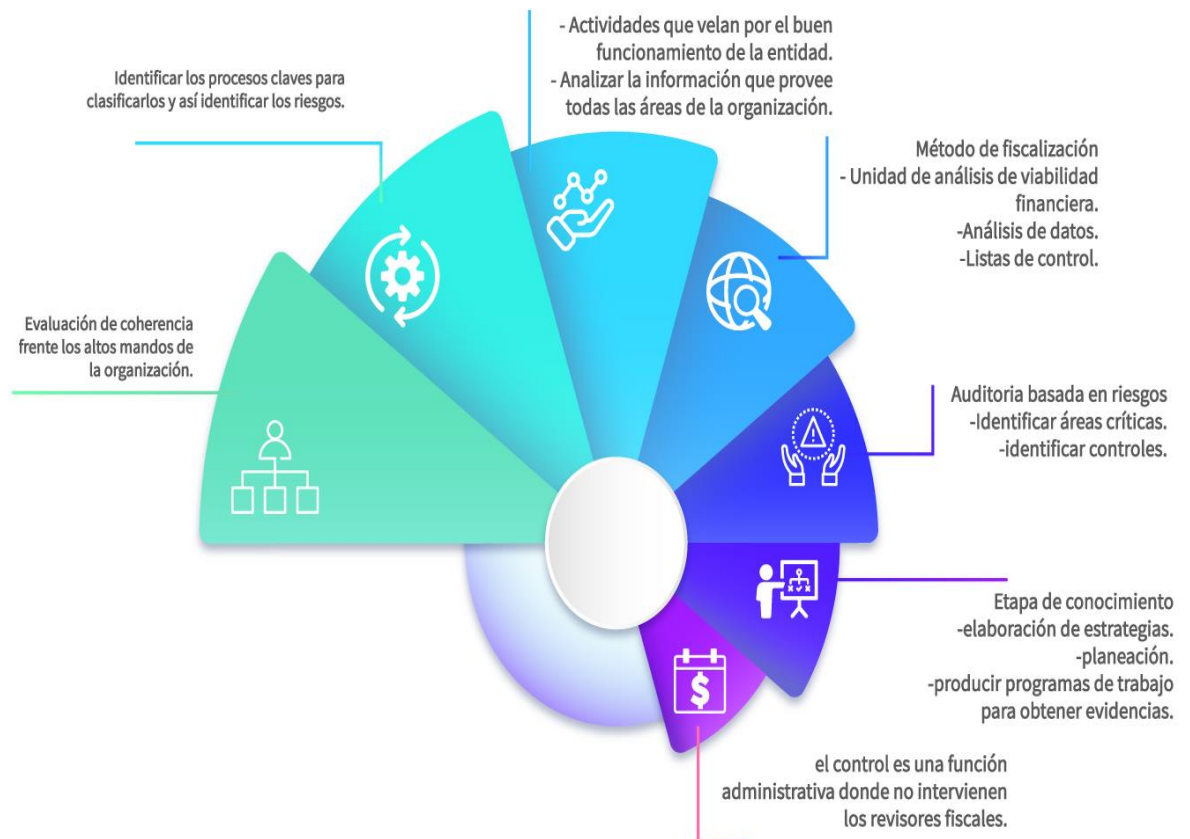 - Actividades que velan por el buen
funcionamiento de la entidad.
- Analizar la información que provee
todas las áreas de la organización.
Identificar los procesos claves para
clasificarlos y así identificar los riesgos.
Método de fiscalización
- Unidad de análisis de viabilidad
financiera.
-Análisis de datos.
-Listas de control.
Evaluación de coherencia
frente los altos mandos de
la organización.
Auditoria basada en riesgos
-Identificar áreas críticas.
-identificar controles.
Etapa de conocimiento
-elaboración de estrategias.
-planeación.
-producir programas de trabajo
para obtener evidencias.
$
el control es una función
administrativa donde no intervienen
los revisores fiscales.